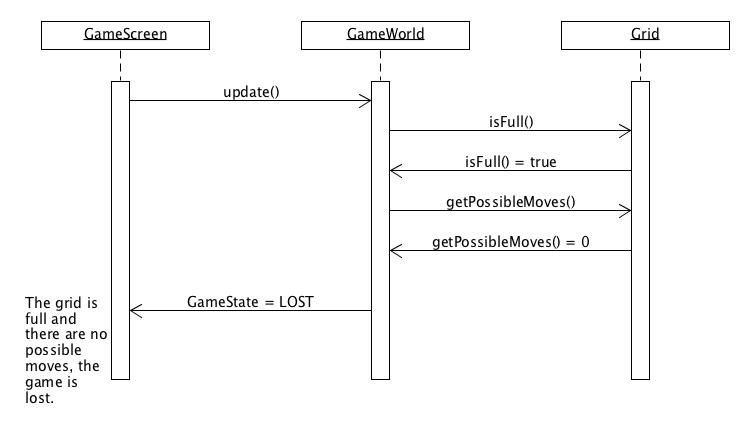 GameScreen
GameWorld
Grid
update()
isFull()
isFull() = true
getPossibleMoves()
getPossibleMoves() = 0
GameState = LOST
The grid is
full and
there are no
possible
moves, the
game is
lost.